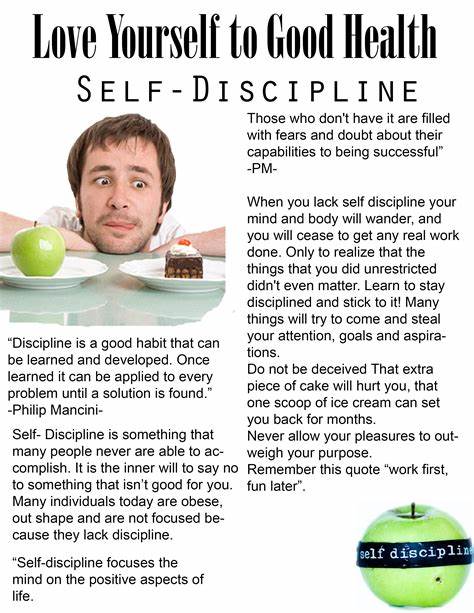 Love Yourself to Good Health
SELF-DISCIPLINE
“Discipline is a good habit that can
be learned and developed. Once
learned it can be applied to every
problem until a solution is found.”
-Philip Mancini-
Self- Discipline is something that
many people never are able to ac-
complish. It is the inner will to say no
to something that isn’t good for you.
Many individuals today are obese,
out shape and are not focused be-
cause they lack discipline.
“Self-discipline focuses the
mind on the positive aspects of
life.
Those who don't have it are filled
with fears and doubt about their
capabilities to being successful”
-PM-
When you lack self discipline your
mind and body will wander, and
you will cease to get any real work
done. Only to realize that the
things that you did unrestricted
didn't even matter. Learn to stay
disciplined and stick to it! Many
things will try to come and steal
your attention, goals and aspira-
tions.
Do not be deceived That extra
piece of cake will hurt you, that
one scoop of ice cream can set
you back for months.
Never allow your pleasures to out-
weigh your purpose.
Remember this quote “work first,
fun later”.
self discipline